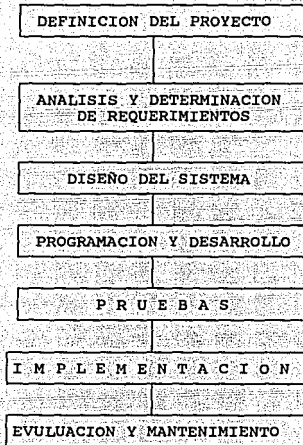 DEFINICION DEL PROYECTO
ANALISIS Y DETERMINACION
DE REQUERIMIENTOS
DISEÑO DEL SISTEMA
PROGRAMACION Y DESARROLLO
P R U E B A S
I M P L E M E N T A C I O N
EVULUACION Y MANTENIMIENTO